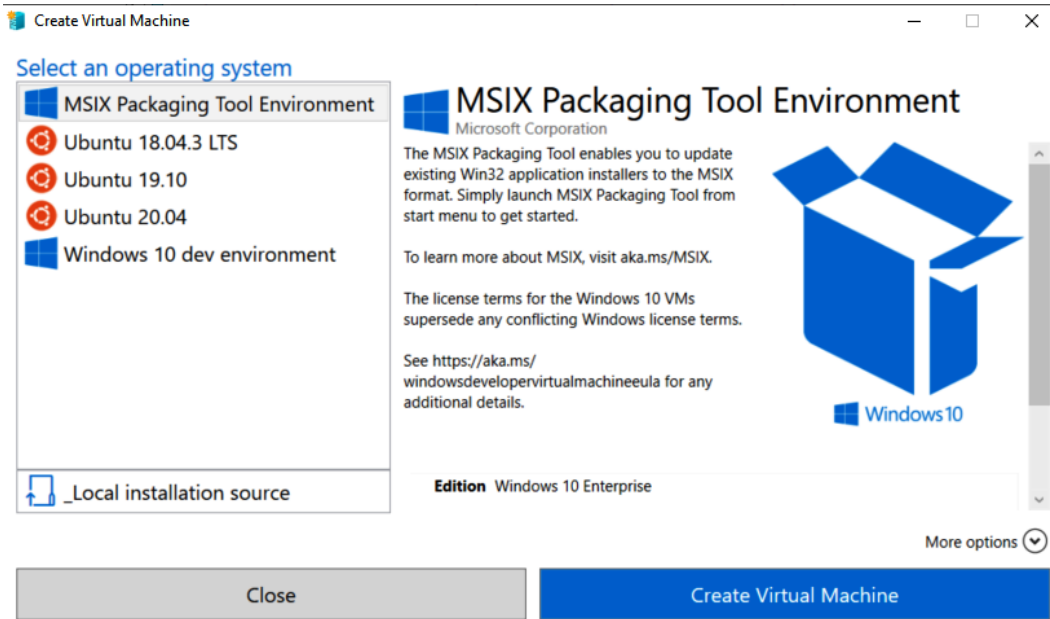 Create Virtual Machine
Select an operating system
MSIX Packaging Tool Environment
Ubuntu 18.04.3 LTS
Ubuntu 19.10
Ubuntu 20.04
Windows 10 dev environment
_Local installation source
MSIX Packaging Tool Environment
Microsoft Corporation
The MSIX Packaging Tool enables you to update
existing Win32 application installers to the MSIX
format. Simply launch MSIX Packaging Tool from
start menu to get started.
To learn more about MSIX, visit aka.ms/MSIX.
The license terms for the Windows 10 VMs
supersede any conflicting Windows license terms.
See https://aka.ms/
windowsdevelopervirtualmachineeula for any
additional details.
Windows 10
Edition Windows 10 Enterprise
More options
Close
Create Virtual Machine